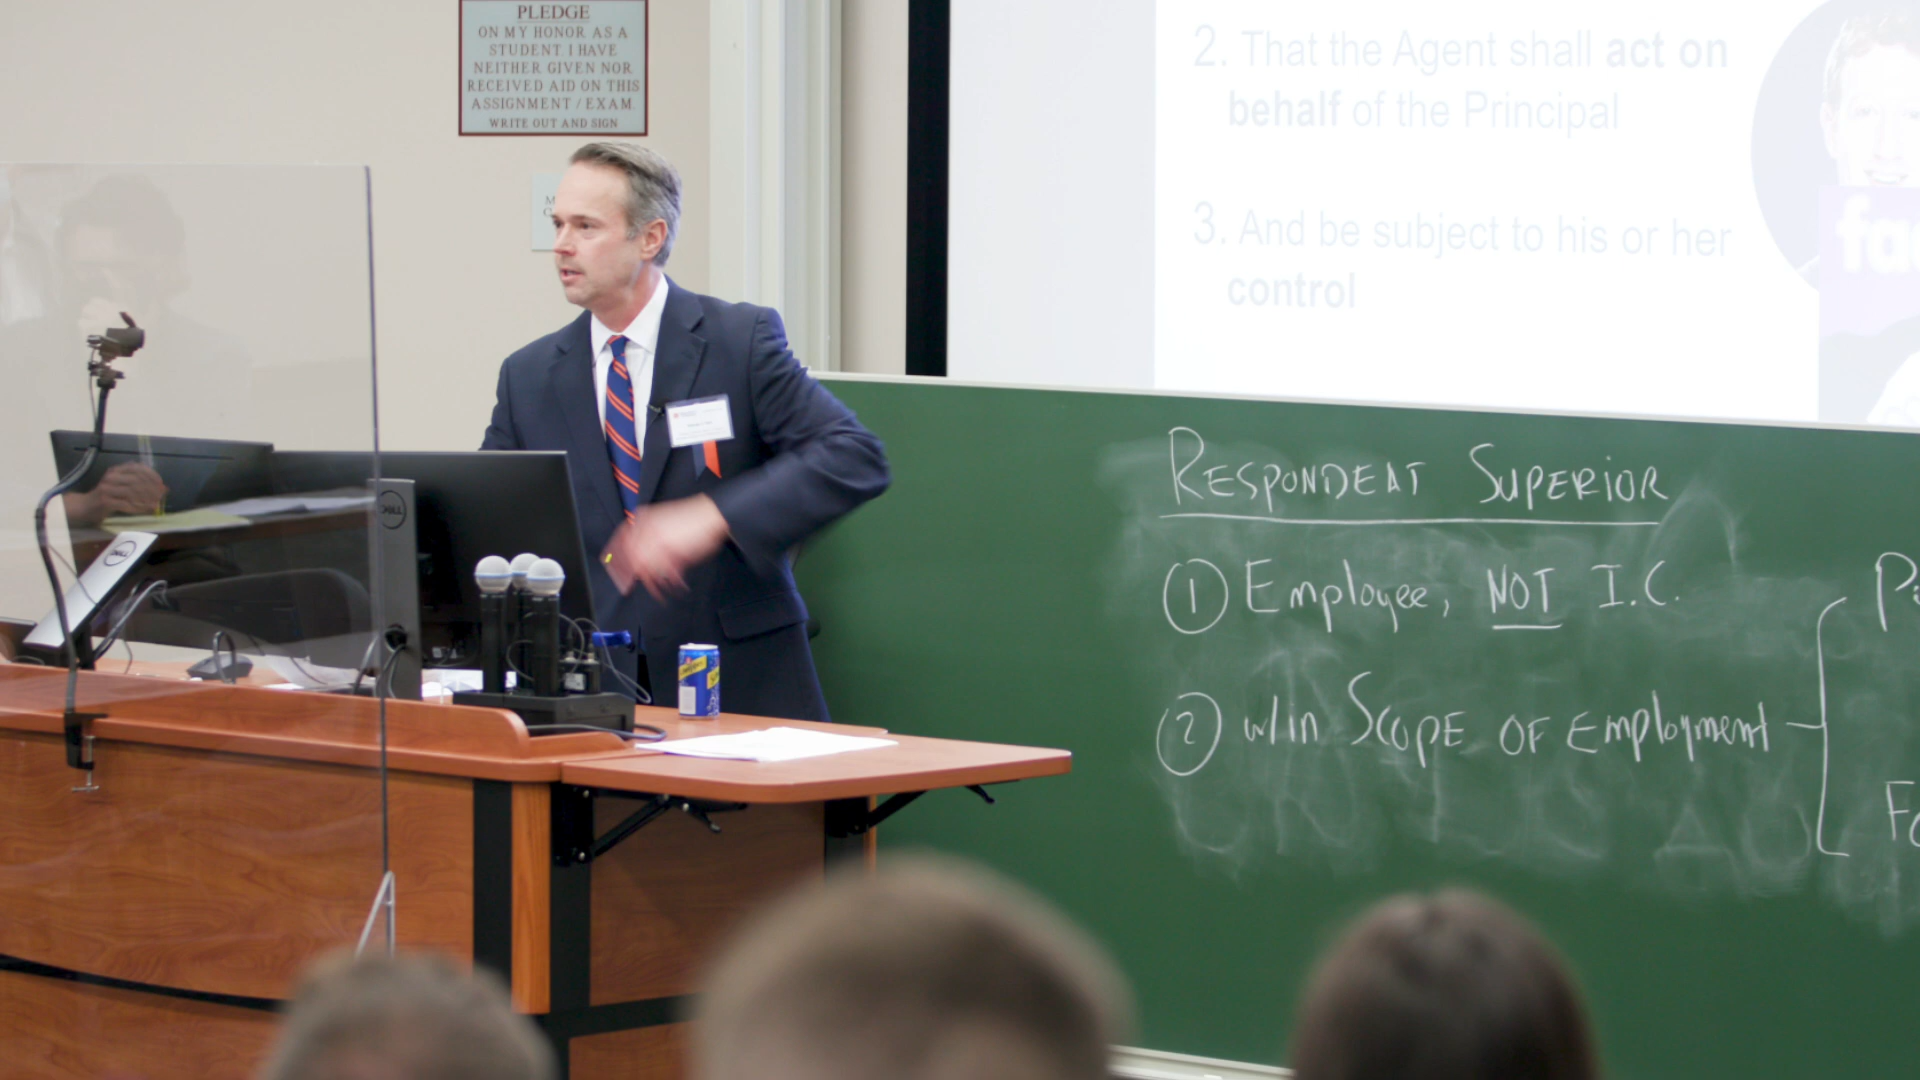 PLEDGE
ON MY HONOR AS A
STUDENT I HAVE
NEITHER GIVEN NOR
RECEIVED AID ON THIS
ASSIGNMENT / EXAM
WRITE OUT AND SIGN
2. That the Agent shall act on
behalf of the Principal
3. And be subject to his or her
control
RESPONDEAT SUPERIOR
1 Employee, NOT I.C.
2 w/in SCOPE OF EMployment
DELL
DELL